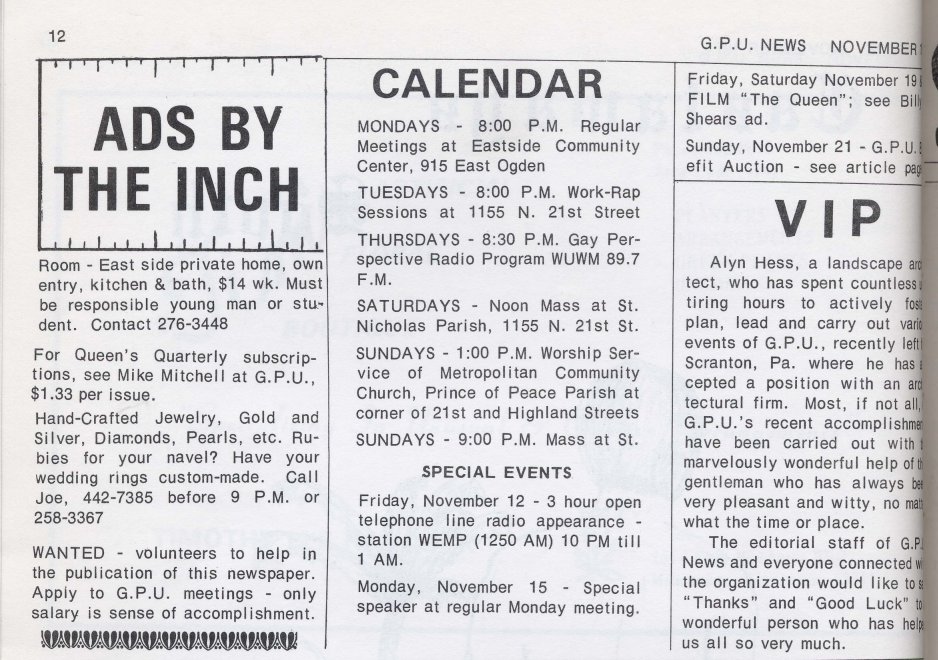 12
G.P.U. NEWS NOVEMBER
ADS BY
THE INCH
Room - East side private home, own
entry, kitchen & bath, $14 wk. Must
be responsible young man or stu-
dent. Contact 276-3448
For Queen's Quarterly subscrip-
tions, see Mike Mitchell at G.P.U.,
$1.33 per issue.
Hand-Crafted Jewelry, Gold and
Silver, Diamonds, Pearls, etc. Ru-
bies for your navel? Have your
wedding rings custom-made. Call
Joe, 442-7385 before 9 P.M. or
258-3367
WANTED - volunteers to help in
the publication of this newspaper.
Apply to G.P.U. meetings - only
salary is sense of accomplishment.
CALENDAR
MONDAYS - 8:00 P.M. Regular
Meetings at Eastside Community
Center, 915 East Ogden
TUESDAYS - 8:00 P.M. Work-Rap
Sessions at 1155 N. 21st Street
THURSDAYS - 8:30 P.M. Gay Per-
spective Radio Program WUWM 89.7
F.M.
SATURDAYS - Noon Mass at St.
Nicholas Parish, 1155 N. 21st St.
SUNDAYS - 1:00 P.M. Worship Ser-
vice of Metropolitan Community
Church, Prince of Peace Parish at
corner of 21st and Highland Streets
SUNDAYS - 9:00 P.M. Mass at St.
SPECIAL EVENTS
Friday, November 12 - 3 hour open
telephone line radio appearance -
station WEMP (1250 AM) 10 PM till
1 AM.
Monday, November 15 - Special
speaker at regular Monday meeting.
Friday, Saturday November 19
FILM "The Queen"; see Billy
Shears ad.
Sunday, November 21 - G.P.U.
efit Auction - see article
VIP
Alyn Hess, a landscape
tect, who has spent countless
tiring hours to actively
plan, lead and carry out
events of G.P.U., recently left
Scranton, Pa. where he has
cepted a position with an
tectural firm. Most, if not all,
G.P.U.'s recent
have been carried out with
marvelously wonderful help of
gentleman who has always
very pleasant and witty, no
what the time or place.
The editorial staff of
News and everyone connected
the organization would like to
"Thanks" and "Good Luck" to
wonderful person who has
us all so very much.